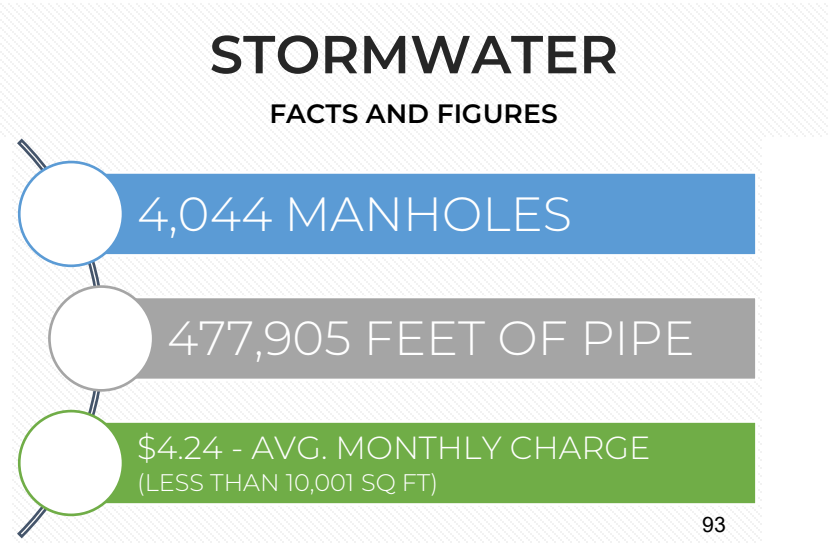 STORMWATER
FACTS AND FIGURES
4,044 MANHOLES
477,905 FEET OF PIPE
$4.24 - AVG. MONTHLY CHARGE
(LESS THAN 10,001 SQ FT)
93